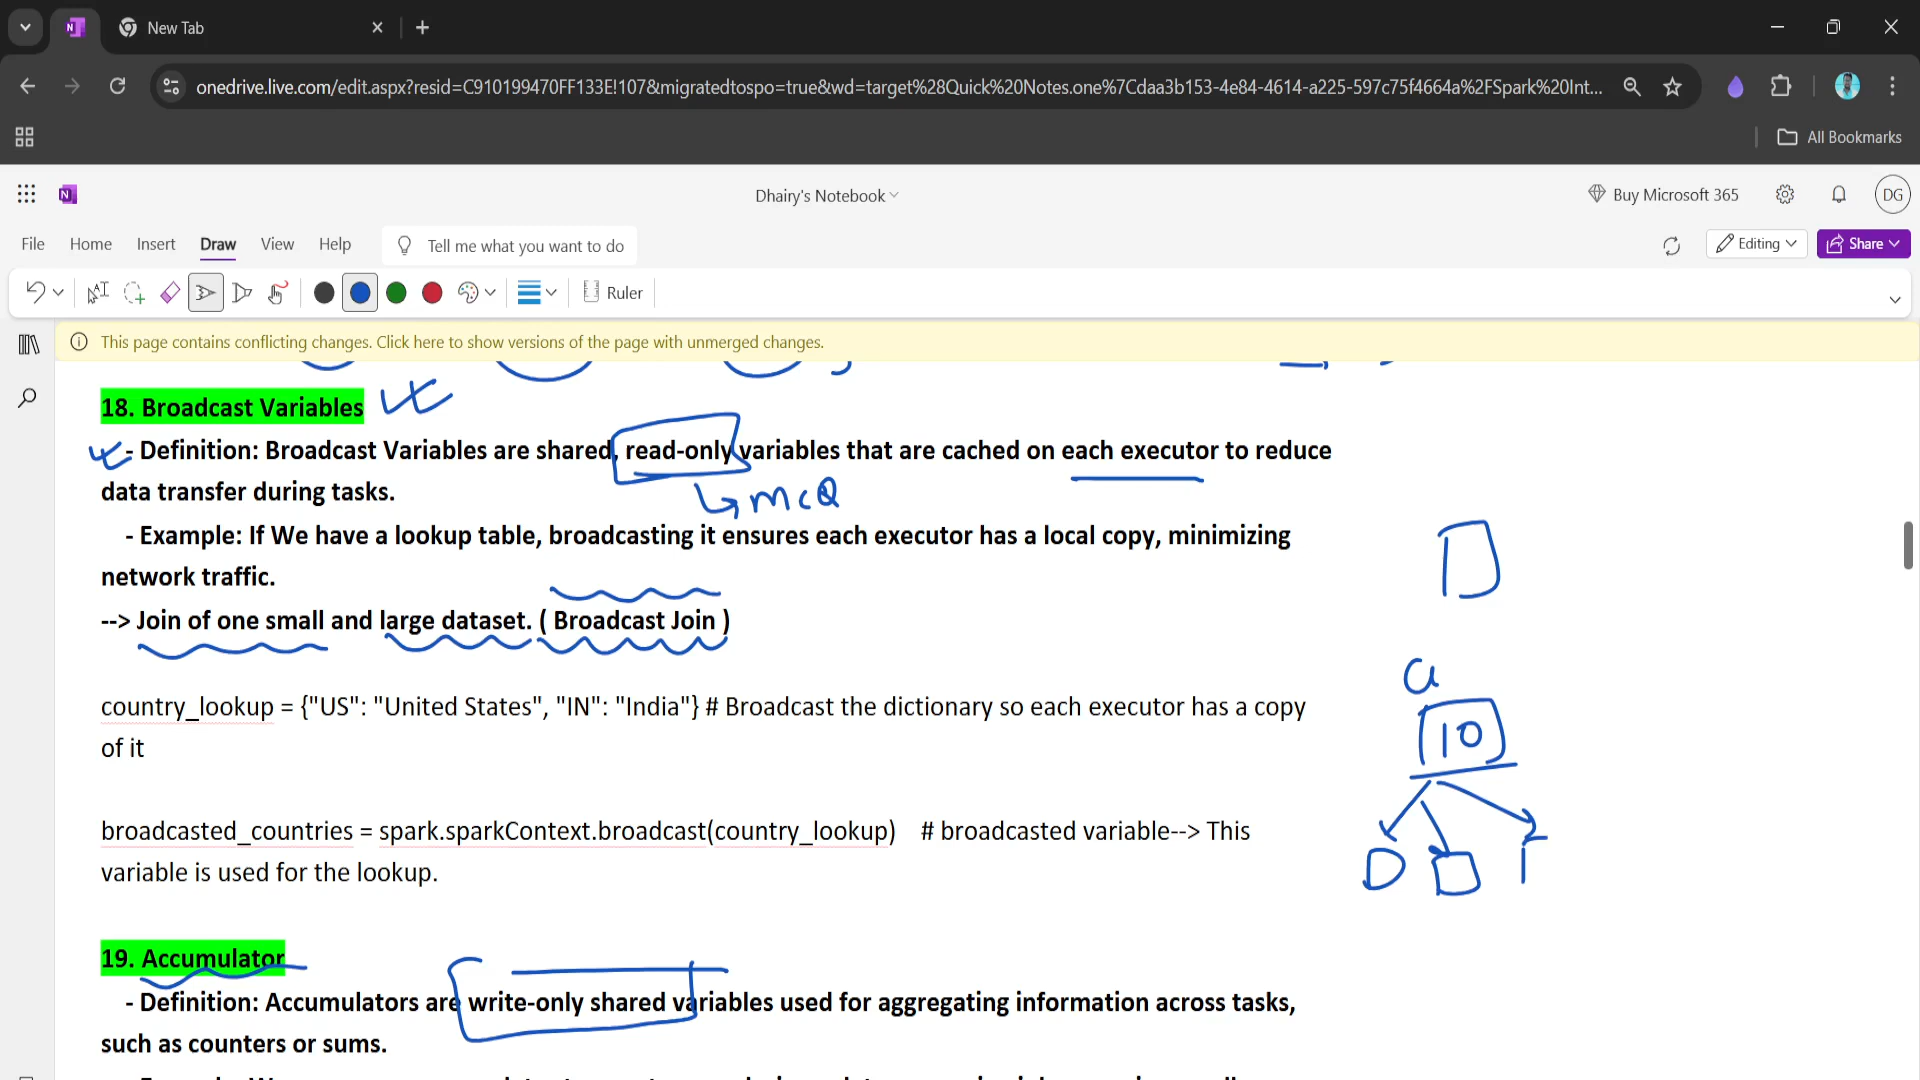 New Tab
onedrive.live.com/edit.aspx?resid=C910199470FF133E!107&migratedtospo=true&wd=target%28Quick%20Notes.one%7Cdaa3b153-4e84-4614-a225-597c75f4664a%2FSpark%20Int...
All Bookmarks
Dhairy's Notebook
Buy Microsoft 365
DG
File Home Insert Draw View Help Tell me what you want to do Editing Share
Ruler
This page contains conflicting changes. Click here to show versions of the page with unmerged changes.
18. Broadcast Variables
- Definition: Broadcast Variables are shared, read-only variables that are cached on each executor to reduce
data transfer during tasks.
MCQ
- Example: If We have a lookup table, broadcasting it ensures each executor has a local copy, minimizing
network traffic.
--> Join of one small and large dataset. ( Broadcast Join )
a
country_lookup = {"US": "United States", "IN": "India"} # Broadcast the dictionary so each executor has a copy
of it
10
broadcasted_countries = spark.sparkContext.broadcast(country_lookup) # broadcasted variable--> This
variable is used for the lookup.
19. Accumulator
- Definition: Accumulators are write-only shared variables used for aggregating information across tasks,
such as counters or sums.